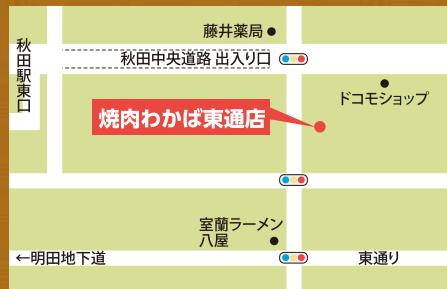 藤井薬局
秋田駅東口
秋田中央道路 出入り口
ドコモショップ
焼肉わかば東通店
室蘭ラーメン
八屋
←明田地下道
東通り